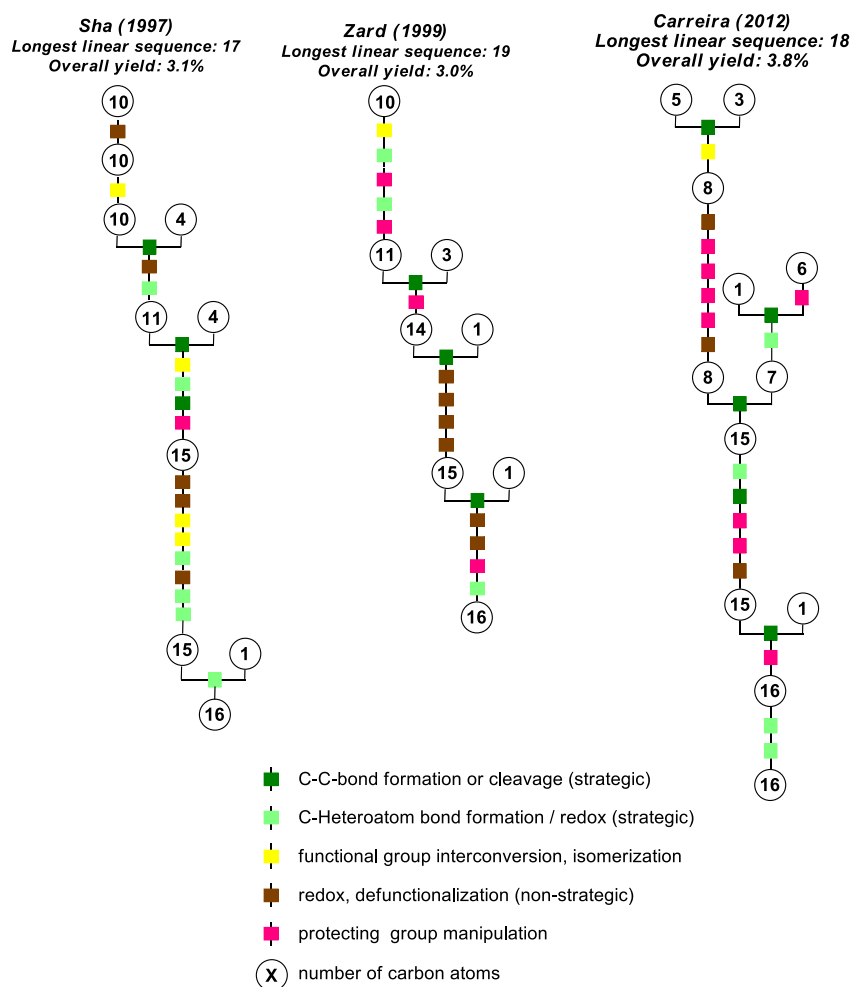 Sha (1997)
Longest linear sequence: 17
Overall yield: 3.1%
10
10
10
4
11
4
15
15
1
16
Zard (1999)
Longest linear sequence: 19
Overall yield: 3.0%
10
11
3
14
1
15
1
16
Carreira (2012)
Longest linear sequence: 18
Overall yield: 3.8%
5
3
8
1
6
8
7
15
15
1
16
16
C-C-bond formation or cleavage (strategic)
C-Heteroatom bond formation / redox (strategic)
functional group interconversion, isomerization
redox, defunctionalization (non-strategic)
protecting group manipulation
X number of carbon atoms